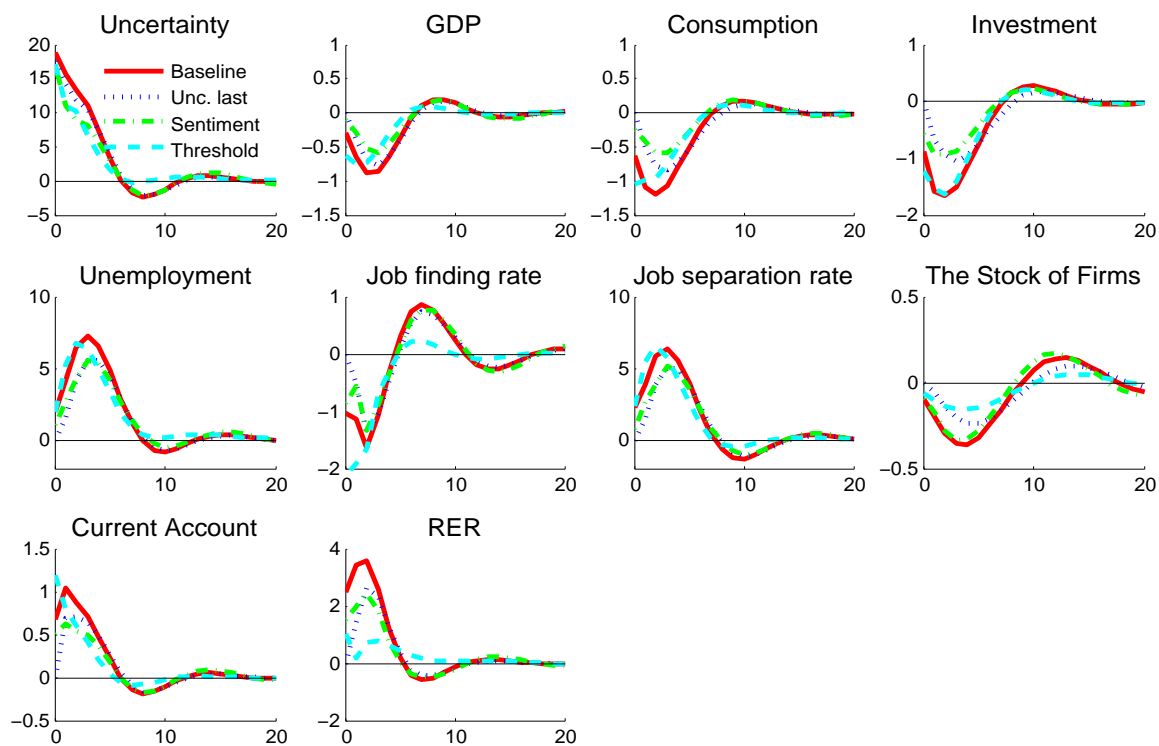 Uncertainty
20
15
10
5
0
−5
0 10 20
Baseline
Unc. last
Sentiment
Threshold
GDP
1
0.5
0
−0.5
−1
−1.5
0 10 20
Consumption
1
0.5
0
−0.5
−1
−1.5
0 10 20
Investment
1
0
−1
−2
0 10 20
Unemployment
10
5
0
0 10 20
Job finding rate
1
0
−1
−2
0 10 20
Job separation rate
10
5
0
0 10 20
The Stock of Firms
0.5
0
−0.5
0 10 20
Current Account
1.5
1
0.5
0
−0.5
0 10 20
RER
4
2
0
−2
0 10 20